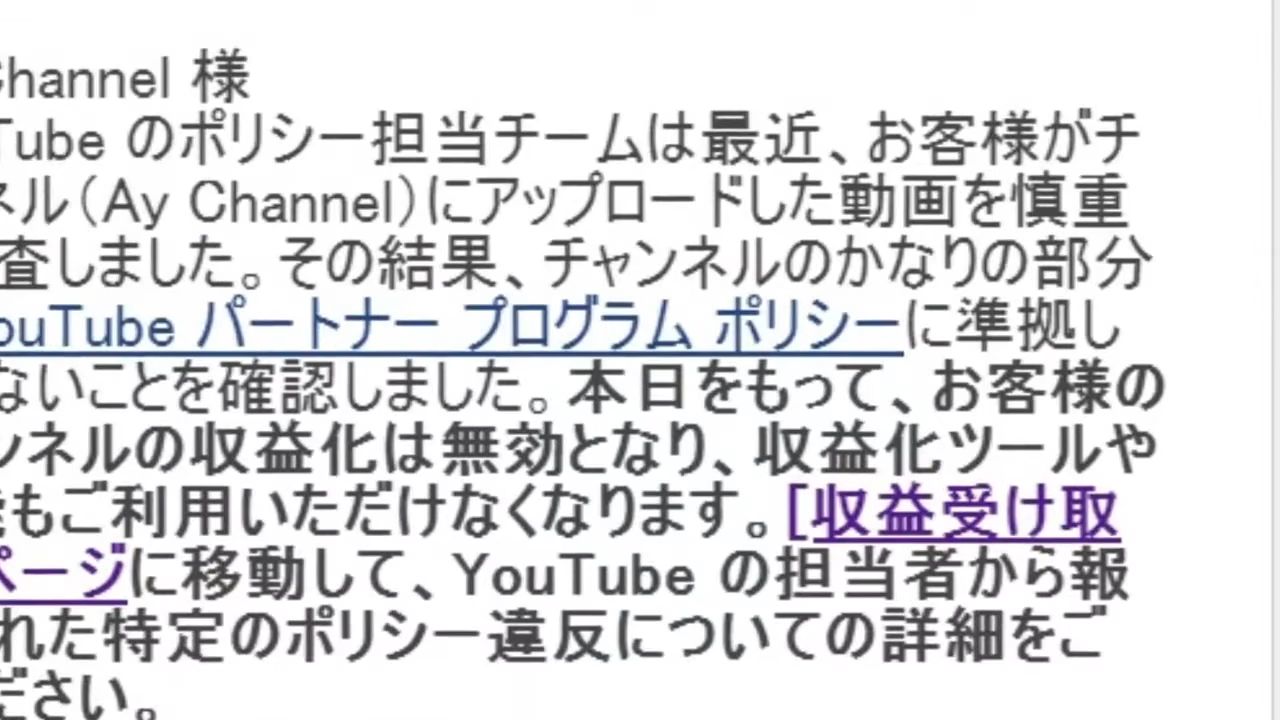 Channel 様
Tube のポリシー担当チームは最近、お客様がチ
ネル（Ay Channel）にアップロードした動画を慎重
査しました。その結果、チャンネルのかなりの部分
ouTube パートナー プログラム ポリシーに準拠し
ないことを確認しました。本日をもって、お客様の
ンネルの収益化は無効となり、収益化ツールや
もご利用いただけなくなります。[収益受け取
ページに移動して、YouTube の担当者から報
れた特定のポリシー違反についての詳細をご
ださい。